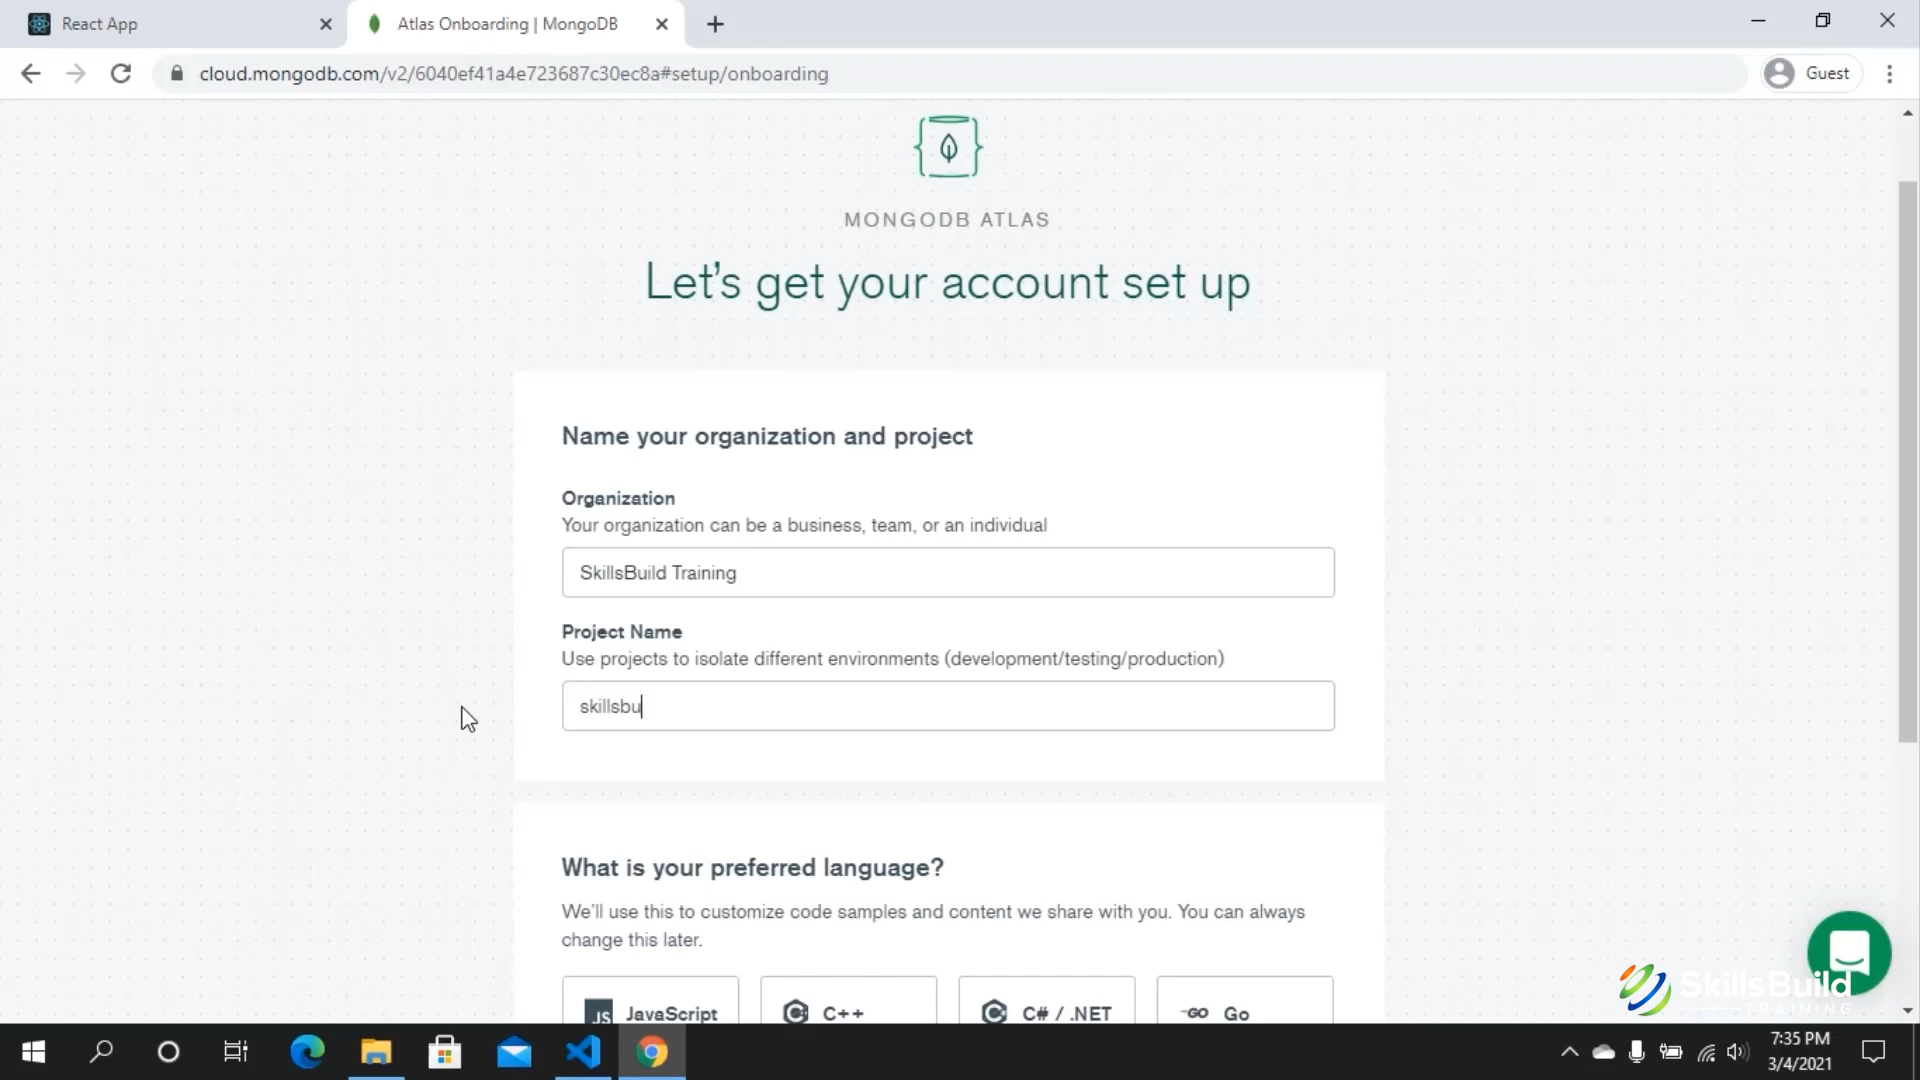 React App
Atlas Onboarding | MongoDB
cloud.mongodb.com/v2/6040ef41a4e723687c30ec8a#setup/onboarding
Guest
MONGODB ATLAS
Let's get your account set up
Name your organization and project
Organization
Your organization can be a business, team, or an individual
SkillsBuild Training
Project Name
Use projects to isolate different environments (development/testing/production)
skillsbu
What is your preferred language?
We'll use this to customize code samples and content we share with you. You can always
change this later.
JS JavaScript
C++
C# / .NET
GO Go
SkillsBuild
TRAINING
7:35 PM
3/4/2021